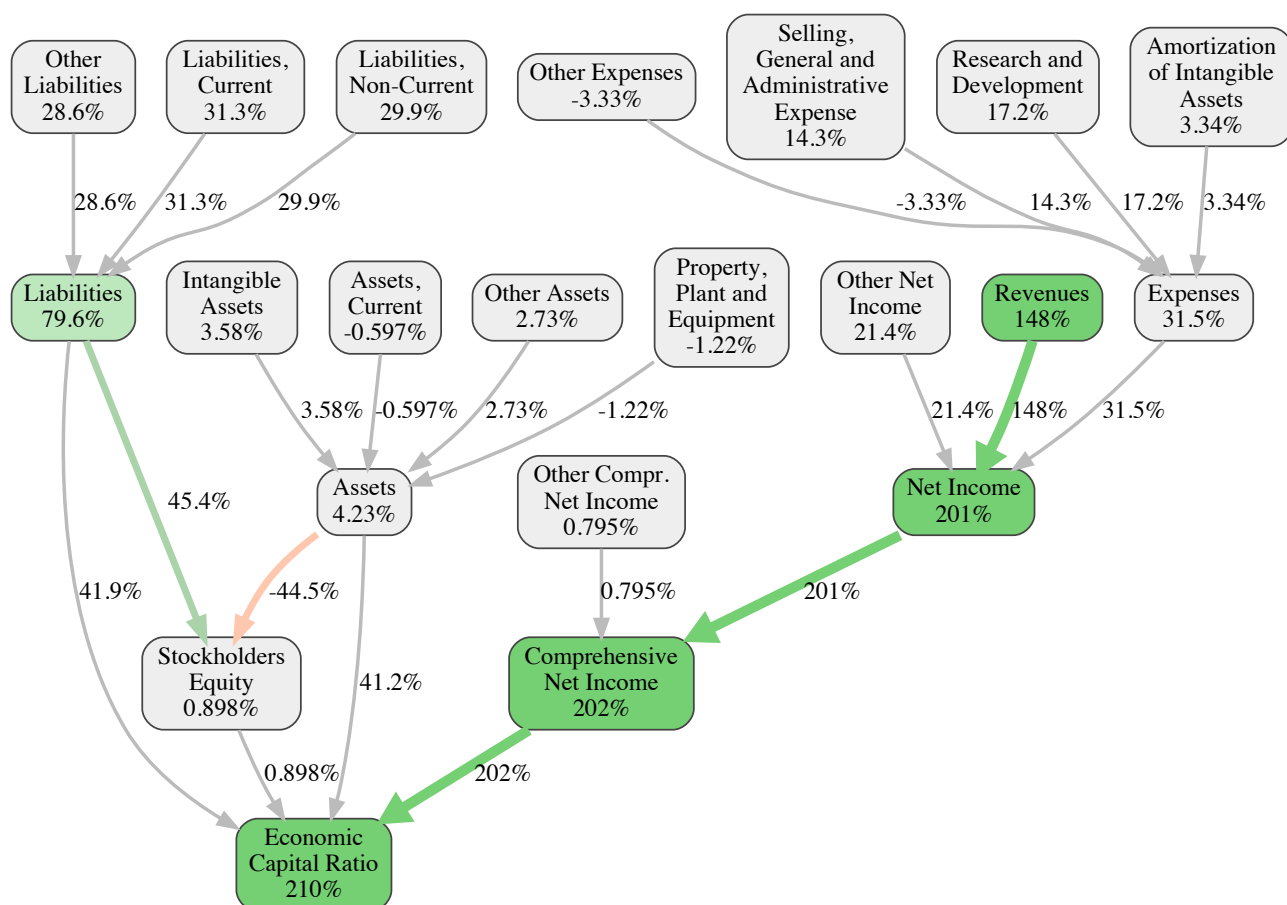 Other
Liabilities
28.6%
Liabilities,
Current
31.3%
Liabilities,
Non-Current
29.9%
Other Expenses
-3.33%
Selling,
General and
Administrative
Expense
14.3%
Research and
Development
17.2%
Amortization
of Intangible
Assets
3.34%
28.6%
31.3%
29.9%
-3.33%
14.3%
17.2%
3.34%
Liabilities
79.6%
Intangible
Assets
3.58%
Assets,
Current
-0.597%
Other Assets
2.73%
Property,
Plant and
Equipment
-1.22%
Other Net
Income
21.4%
Revenues
148%
Expenses
31.5%
3.58%
-0.597%
2.73%
-1.22%
21.4%
148%
31.5%
45.4%
Assets
4.23%
Other Compr.
Net Income
0.795%
Net Income
201%
41.9%
-44.5%
0.795%
201%
Stockholders
Equity
0.898%
41.2%
Comprehensive
Net Income
202%
0.898%
202%
Economic
Capital Ratio
210%